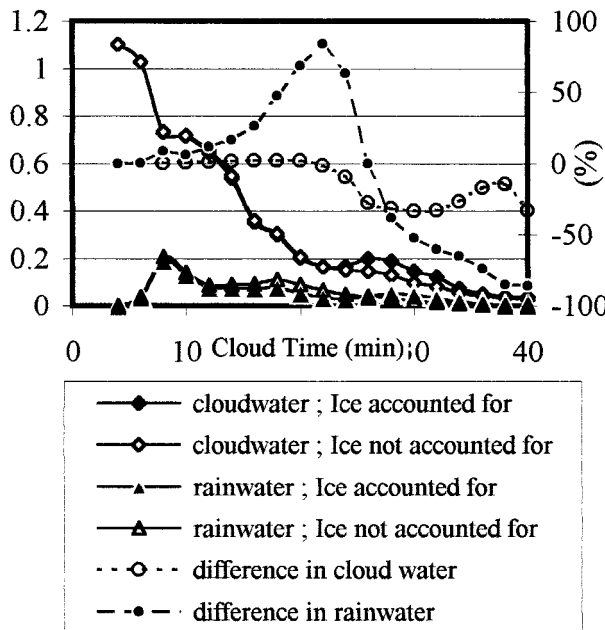 1.2
1
0.8
0.6
0.4
0.2
0
100
50
0
-50
-100
(%)
0 10 Cloud Time (min); 30 40
cloudwater ; Ice accounted for
cloudwater ; Ice not accounted for
rainwater ; Ice accounted for
rainwater ; Ice not accounted for
difference in cloud water
difference in rainwater